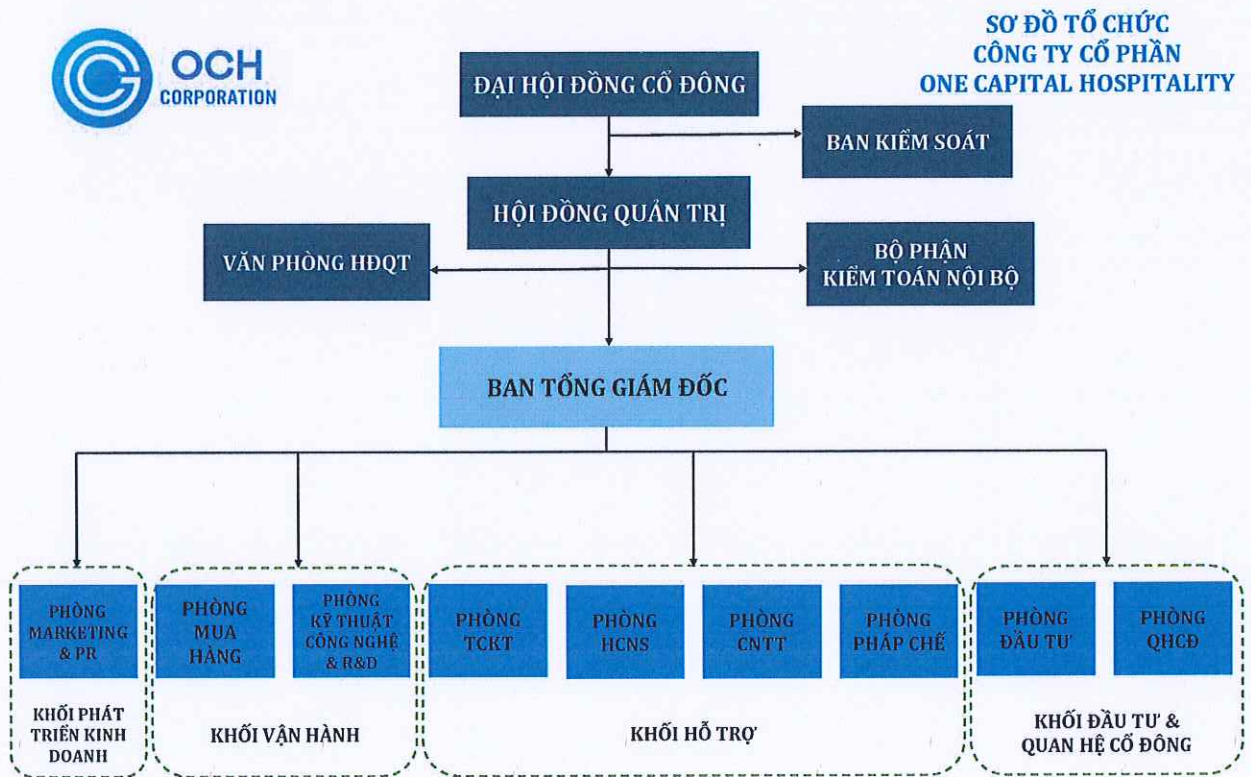 OCH
CORPORATION
SƠ ĐỒ TỔ CHỨC
CÔNG TY CỔ PHẦN
ONE CAPITAL HOSPITALITY
ĐẠI HỘI ĐỒNG CỔ ĐÔNG
BAN KIỂM SOÁT
HỘI ĐỒNG QUẢN TRỊ
VĂN PHÒNG HĐQT
BỘ PHẬN
KIỂM TOÁN NỘI BỘ
BAN TỔNG GIÁM ĐỐC
PHÒNG
MARKETING
& PR
PHÒNG
MUA
HÀNG
PHÒNG
KỸ THUẬT
CÔNG NGHỆ
& R&D
PHÒNG
TCKT
PHÒNG
HCNS
PHÒNG
CNTT
PHÒNG
PHÁP CHẾ
PHÒNG
ĐẦU TƯ
PHÒNG
QHCĐ
KHỐI PHÁT
TRIỂN KINH
DOANH
KHỐI VẬN HÀNH
KHỐI HỖ TRỢ
KHỐI ĐẦU TƯ &
QUAN HỆ CỔ ĐÔNG